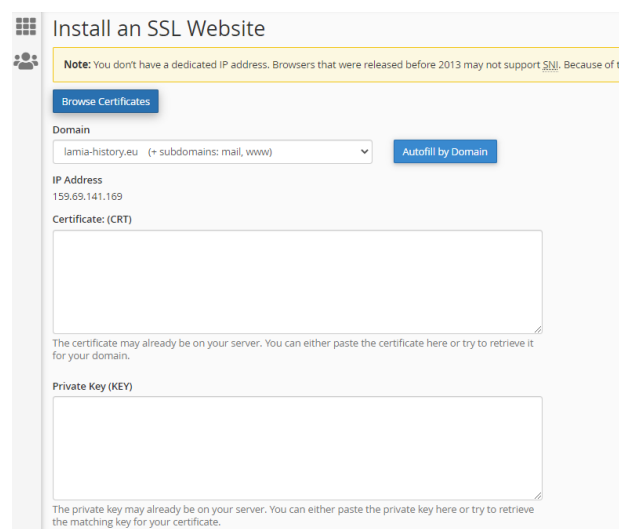 Install an SSL Website
Note: You don't have a dedicated IP address. Browsers that were released before 2013 may not support SNI. Because of t
Browse Certificates
Domain
lamia-history.eu (+ subdomains: mail, www)
Autofill by Domain
IP Address
159.69.141.169
Certificate: (CRT)
The certificate may already be on your server. You can either paste the certificate here or try to retrieve it
for your domain.
Private Key (KEY)
The private key may already be on your server. You can either paste the private key here or try to retrieve
the matching key for your certificate.